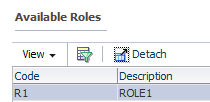 Available Roles
View Detach
Code Description
R1 ROLE1